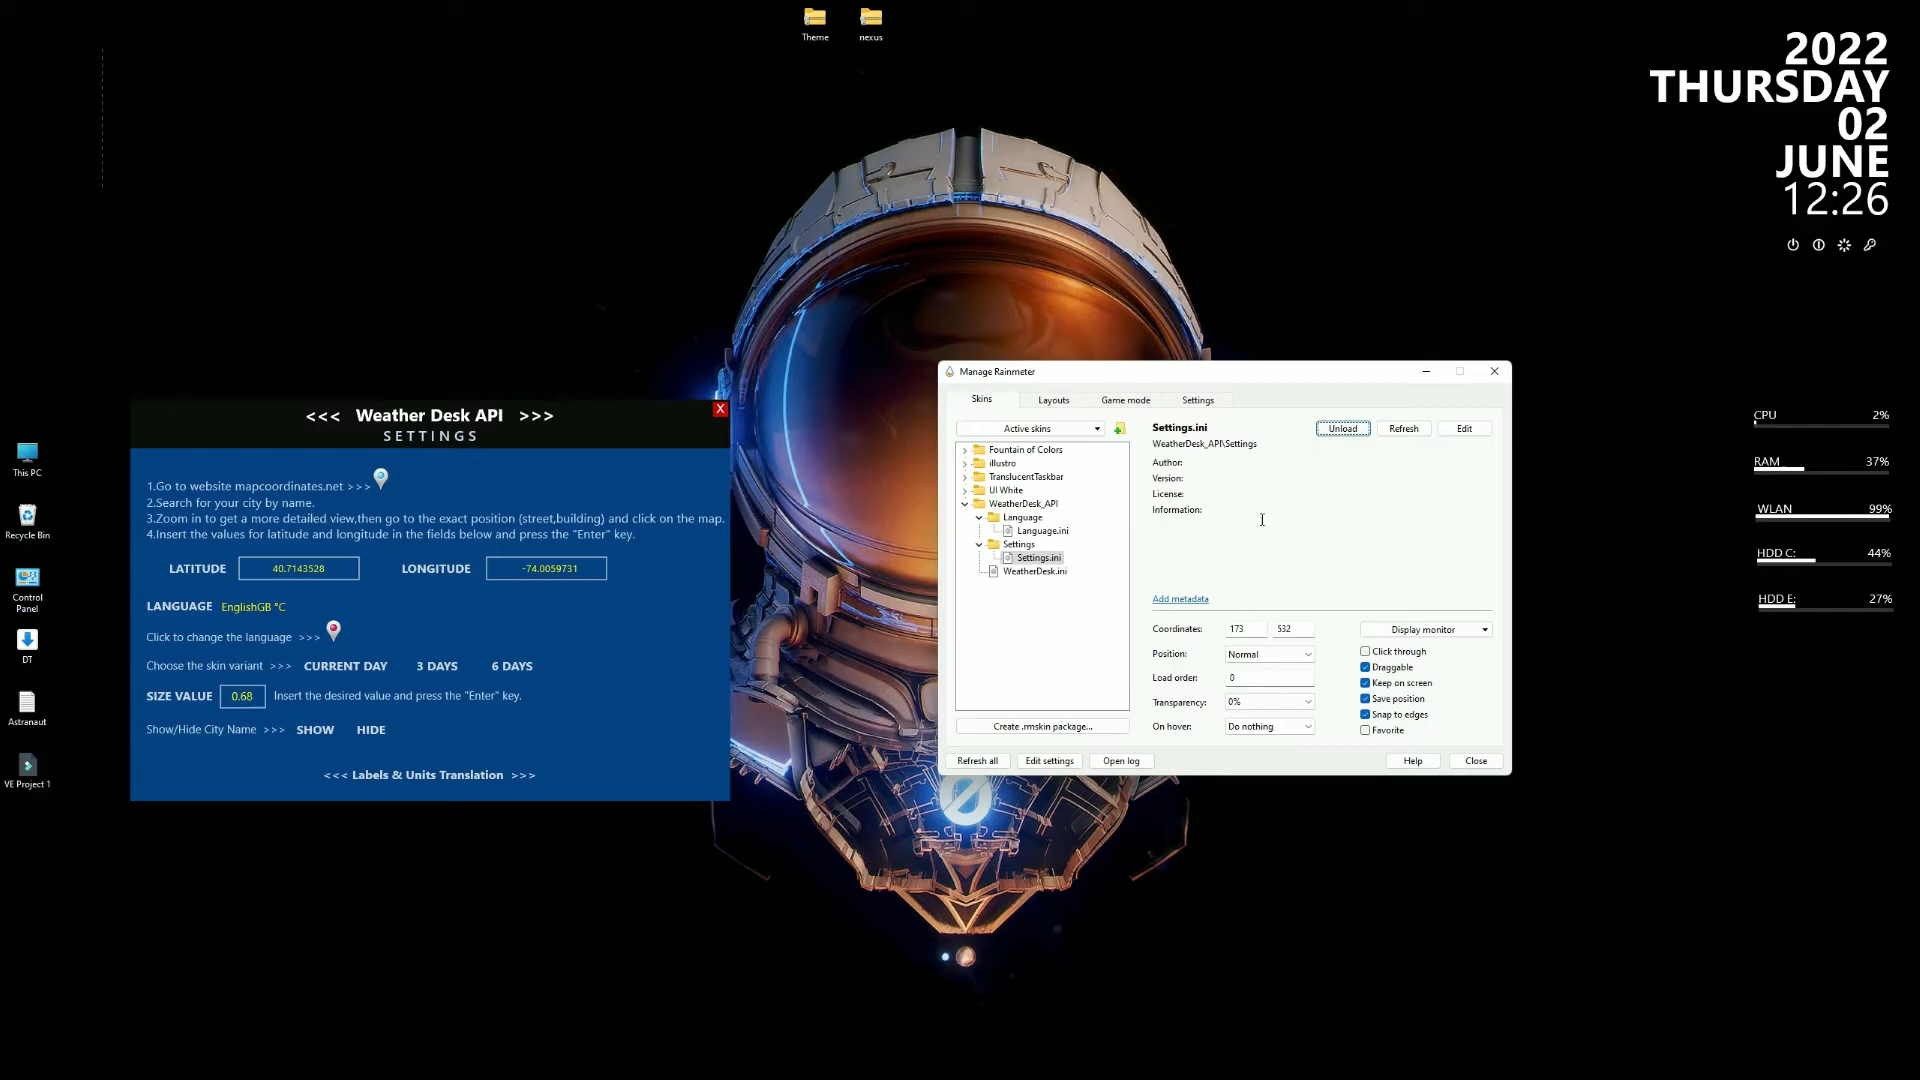 Theme
nexus
2022
THURSDAY
02
JUNE
12:26
CPU 2%
RAM 37%
WLAN 99%
HDD C: 44%
HDD E: 27%
This PC
Recycle Bin
Control
Panel
DT
Astranaut
VE Project 1
<<< Weather Desk API >>>
X
SETTINGS
1.Go to website mapcoordinates.net >>>
2.Search for your city by name.
3.Zoom in to get a more detailed view,then go to the exact position (street,building) and click on the map.
4.Insert the values for latitude and longitude in the fields below and press the "Enter" key.
LATITUDE 40.7143528 LONGITUDE -74.0059731
LANGUAGE EnglishGB °C
Click to change the language >>>
Choose the skin variant >>> CURRENT DAY 3 DAYS 6 DAYS
SIZE VALUE 0.68 Insert the desired value and press the "Enter" key.
Show/Hide City Name >>> SHOW HIDE
<<< Labels & Units Translation >>>
Manage Rainmeter
Skins Layouts Game mode Settings
Active skins
Fountain of Colors
illustro
TranslucentTaskbar
UI White
WeatherDesk_API
Language
Language.ini
Settings
Settings.ini
WeatherDesk.ini
Create .rmskin package...
Settings.ini Unload Refresh Edit
WeatherDesk_API\Settings
Author:
Version:
License:
Information:
Add metadata
Coordinates: 173 532
Position: Normal
Load order: 0
Transparency: 0%
On hover: Do nothing
Display monitor
Click through
Draggable
Keep on screen
Save position
Snap to edges
Favorite
Refresh all Edit settings Open log Help Close